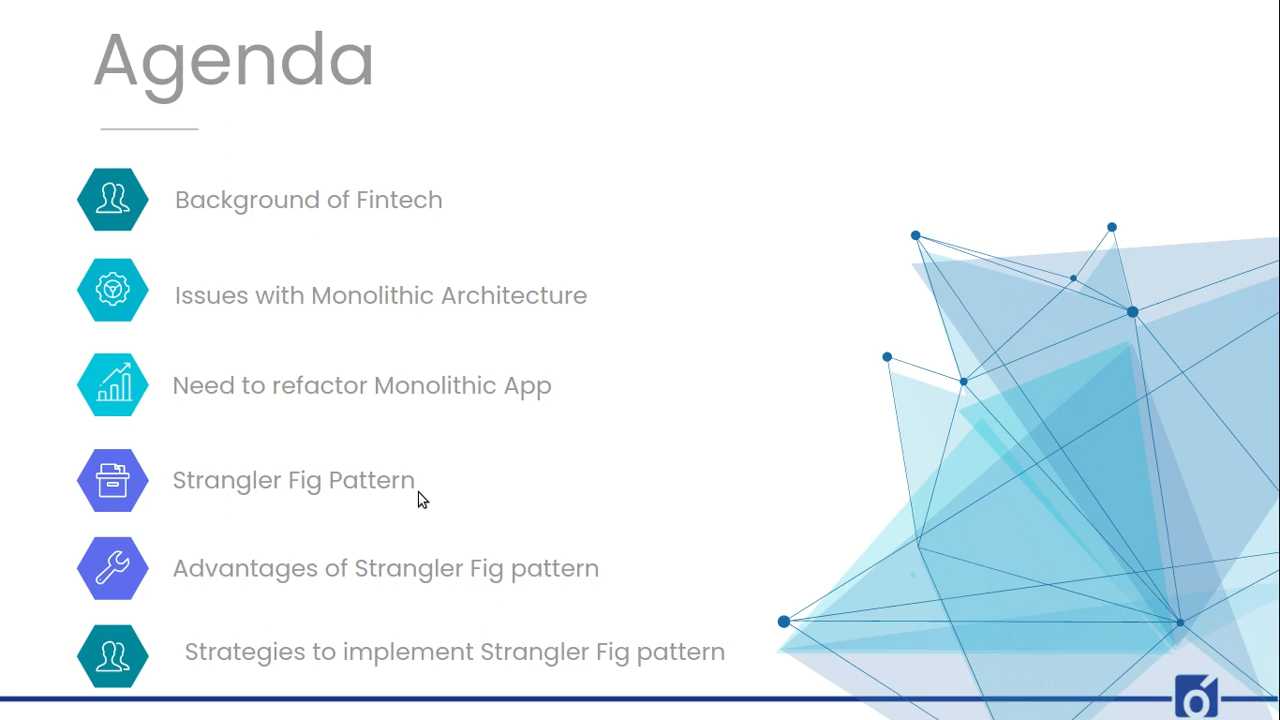 Agenda
Background of Fintech
Issues with Monolithic Architecture
Need to refactor Monolithic App
Strangler Fig Pattern
Advantages of Strangler Fig pattern
Strategies to implement Strangler Fig pattern